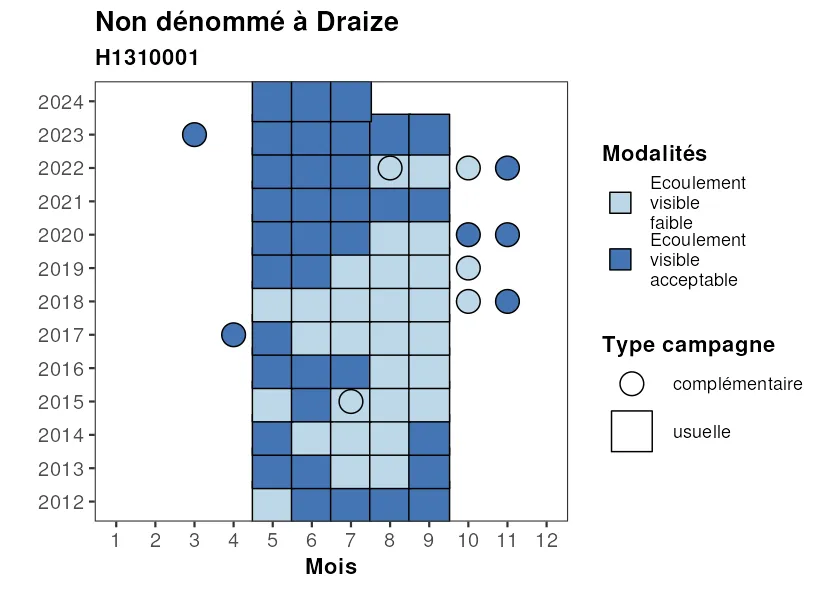 Non dénommé à Draize
H1310001
2024
2023
2022
2021
2020
2019
2018
2017
2016
2015
2014
2013
2012
1 2 3 4 5 6 7 8 9 10 11 12
Mois
Modalités
Ecoulement
visible
faible
Ecoulement
visible
acceptable
Type campagne
complémentaire
usuelle